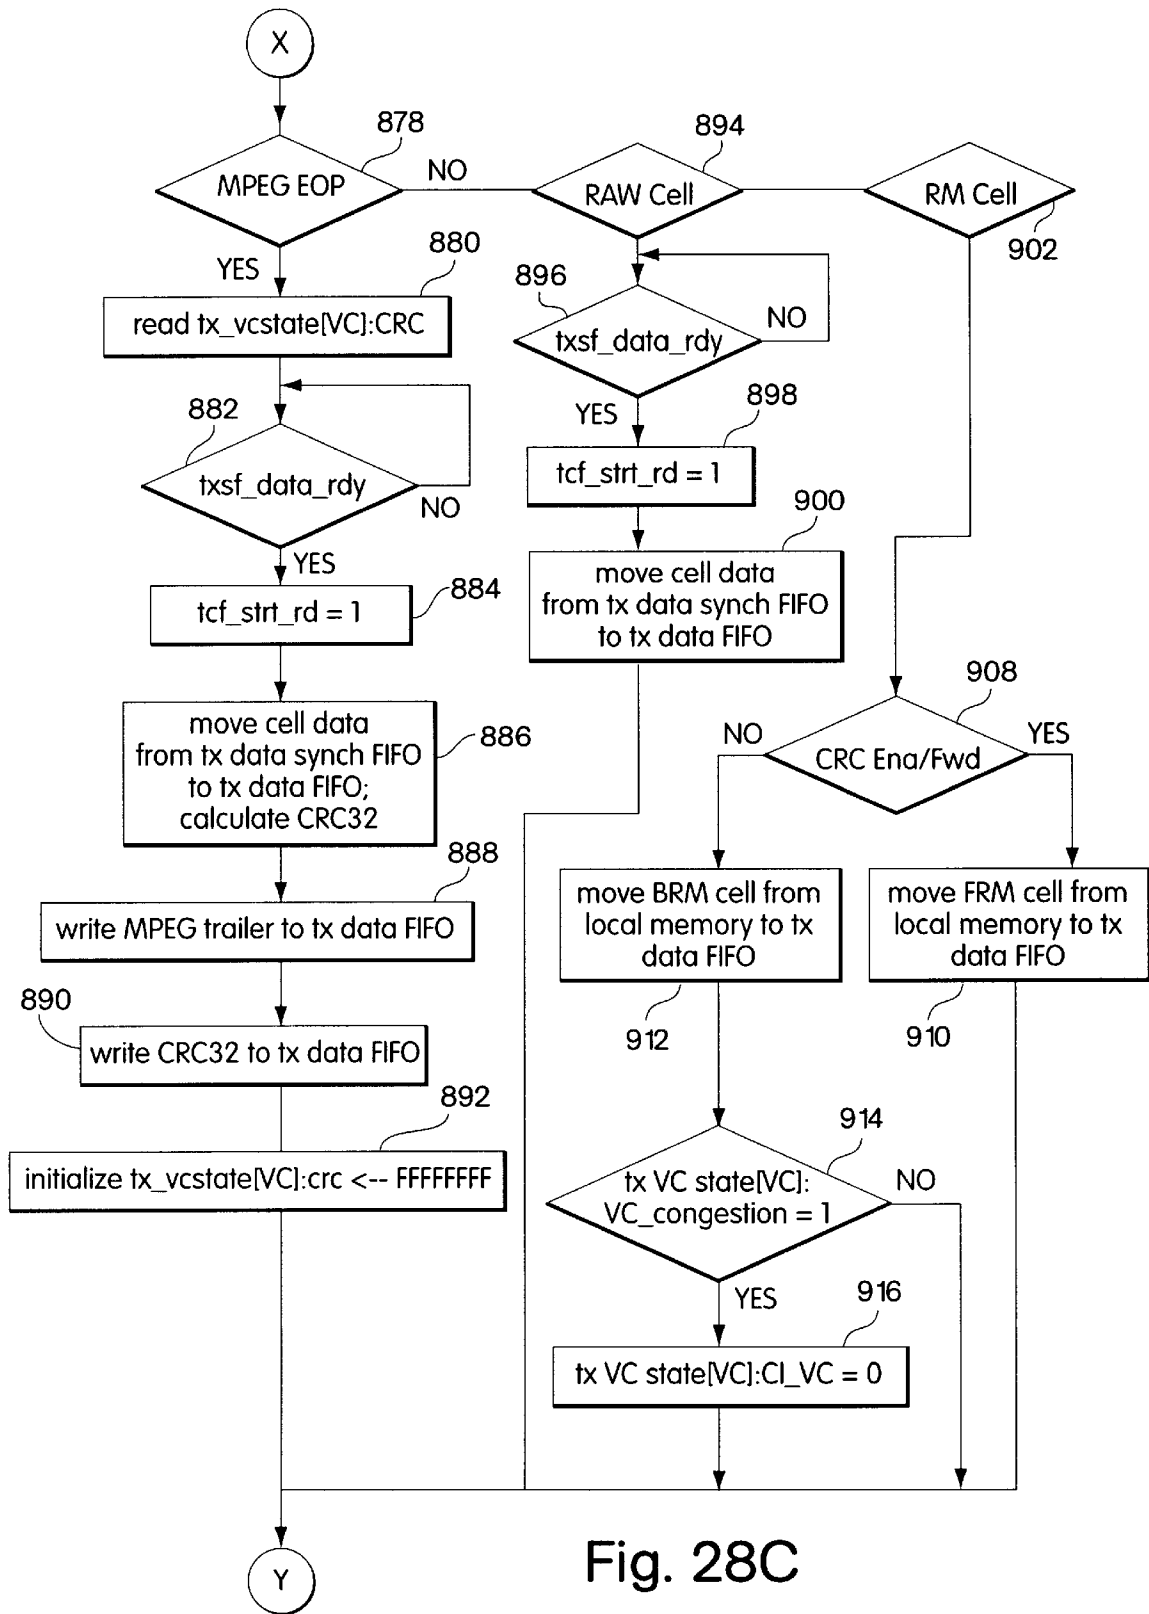 X
878
894
MPEG EOP
NO
RAW Cell
RM Cell
902
YES
880
read tx_vcstate[VC]:CRC
896
txsf_data_rdy
NO
882
YES
898
txsf_data_rdy
NO
tcf_strt_rd = 1
900
YES
884
tcf_strt_rd = 1
move cell data
from tx data synch FIFO
to tx data FIFO
908
move cell data
from tx data synch FIFO
to tx data FIFO;
calculate CRC32
886
NO
CRC Ena/Fwd
YES
888
write MPEG trailer to tx data FIFO
move BRM cell from
local memory to tx
data FIFO
move FRM cell from
local memory to tx
data FIFO
890
912
910
write CRC32 to tx data FIFO
892
914
initialize tx_vcstate[VC]:crc <-- FFFFFFFF
tx VC state[VC]:
VC_congestion = 1
NO
YES
916
tx VC state[VC]:CI_VC = 0
Y
Fig. 28C